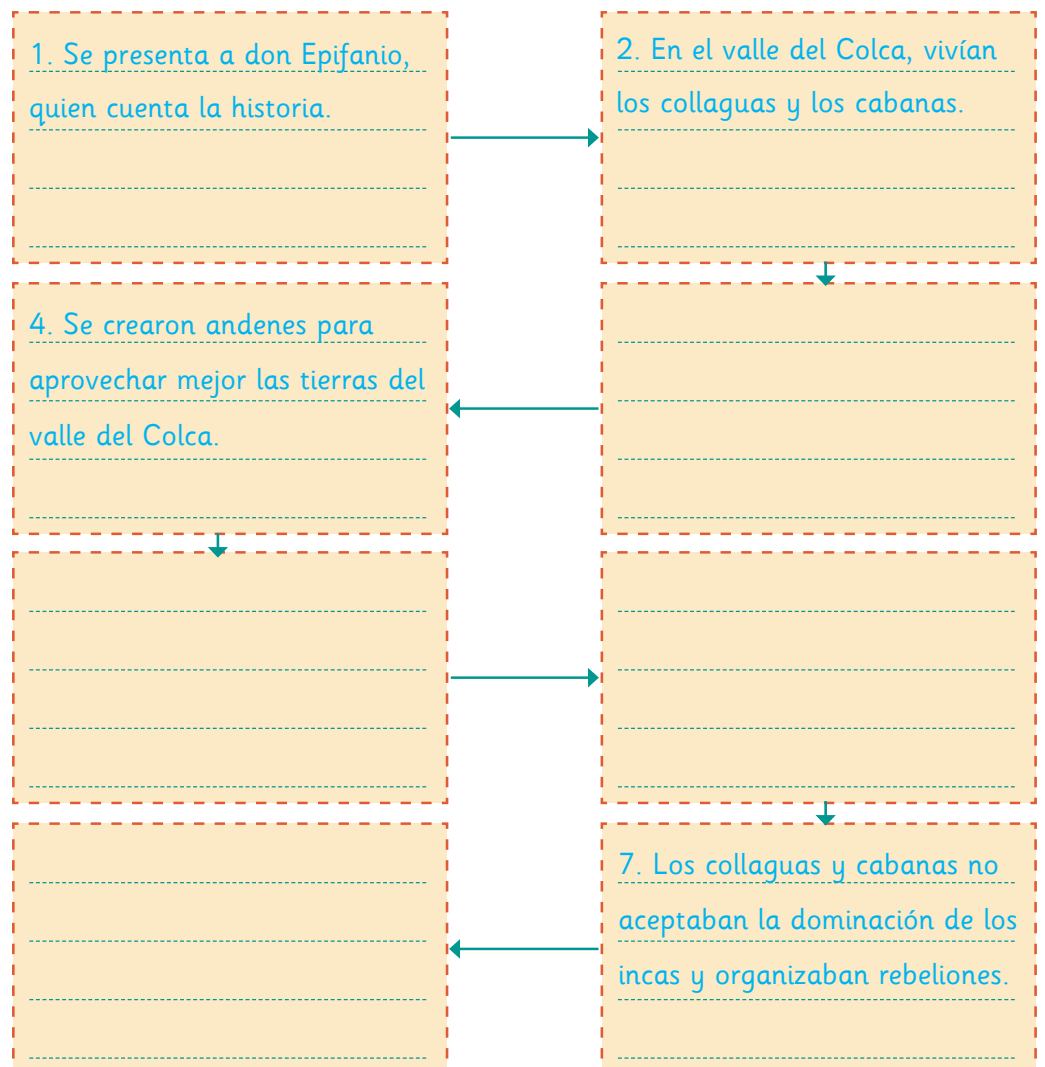 1. Se presenta a don Epifanio,
quien cuenta la historia.
2. En el valle del Colca, vivían
los collaguas y los cabanas.
4. Se crearon andenes para
aprovechar mejor las tierras del
valle del Colca.
7. Los collaguas y cabanas no
aceptaban la dominación de los
incas y organizaban rebeliones.